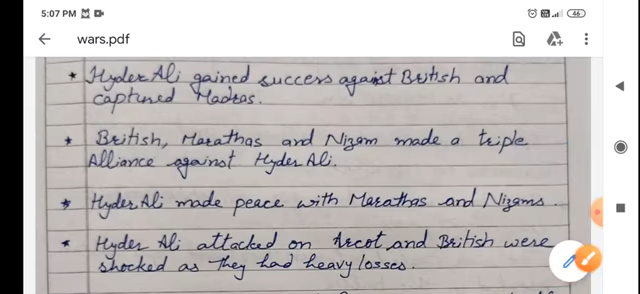 5:07 PM
46
wars.pdf
* Hyder Ali gained success against British and
captured Madras.
* British, Marathas and Nizam made a triple
Alliance against Hyder Ali.
* Hyder Ali made peace with Marathas and Nizams.
* Hyder Ali attacked on Arcot and British were
shocked as they had heavy losses.